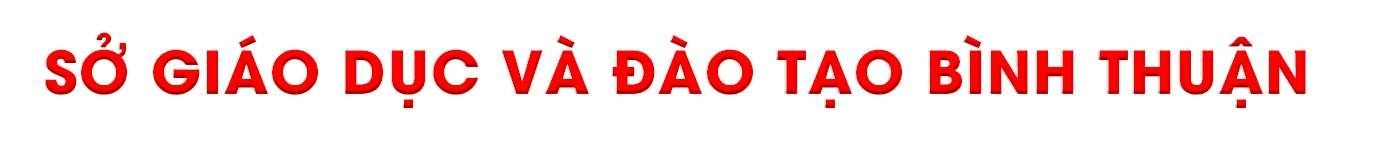 SỞ GIÁO DỤC VÀ ĐÀO TẠO BÌNH THUẬN